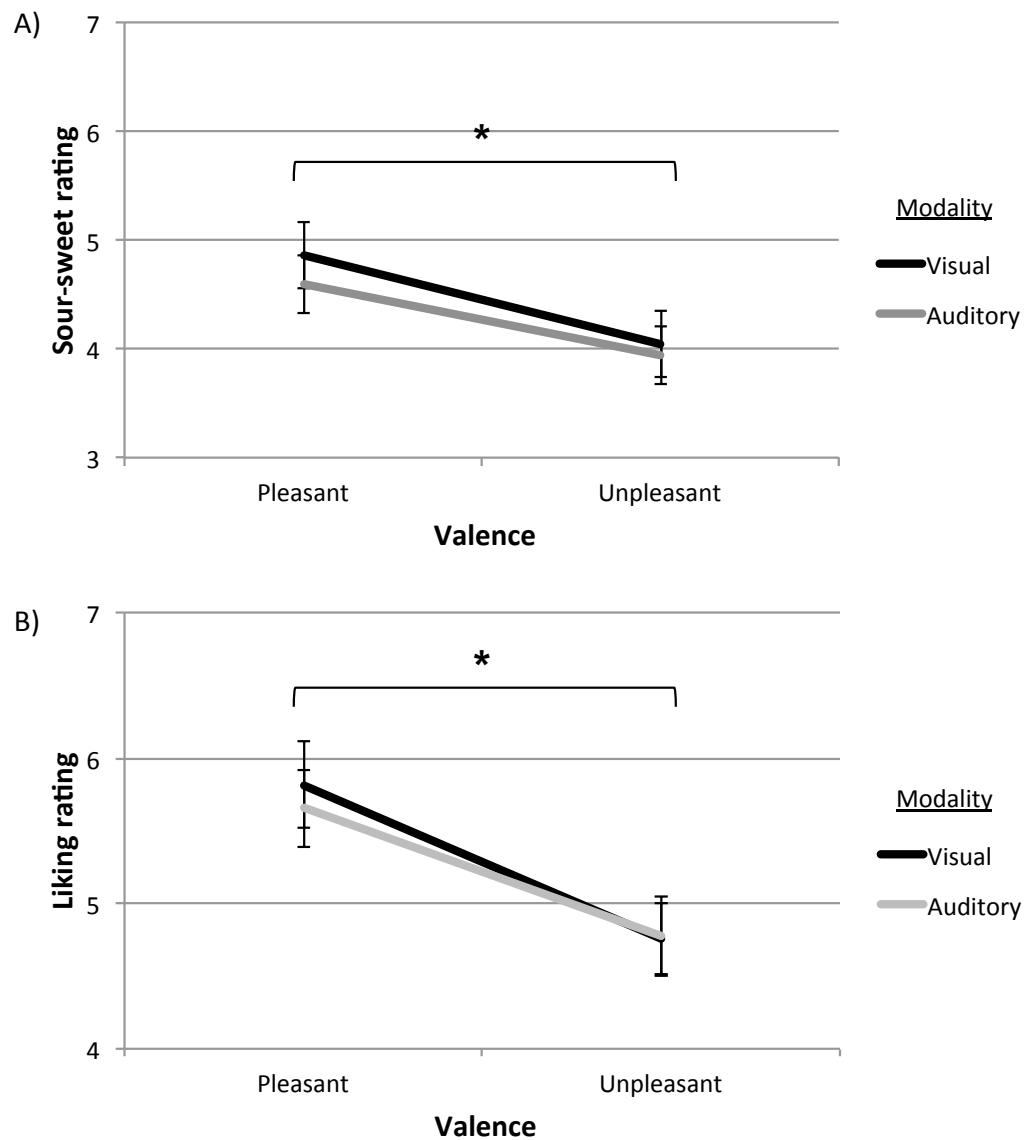 A)
7
6
5
4
3
Sour-sweet rating
*
Pleasant
Unpleasant
Valence
Modality
Visual
Auditory
B)
7
6
5
4
Liking rating
*
Pleasant
Unpleasant
Valence
Modality
Visual
Auditory